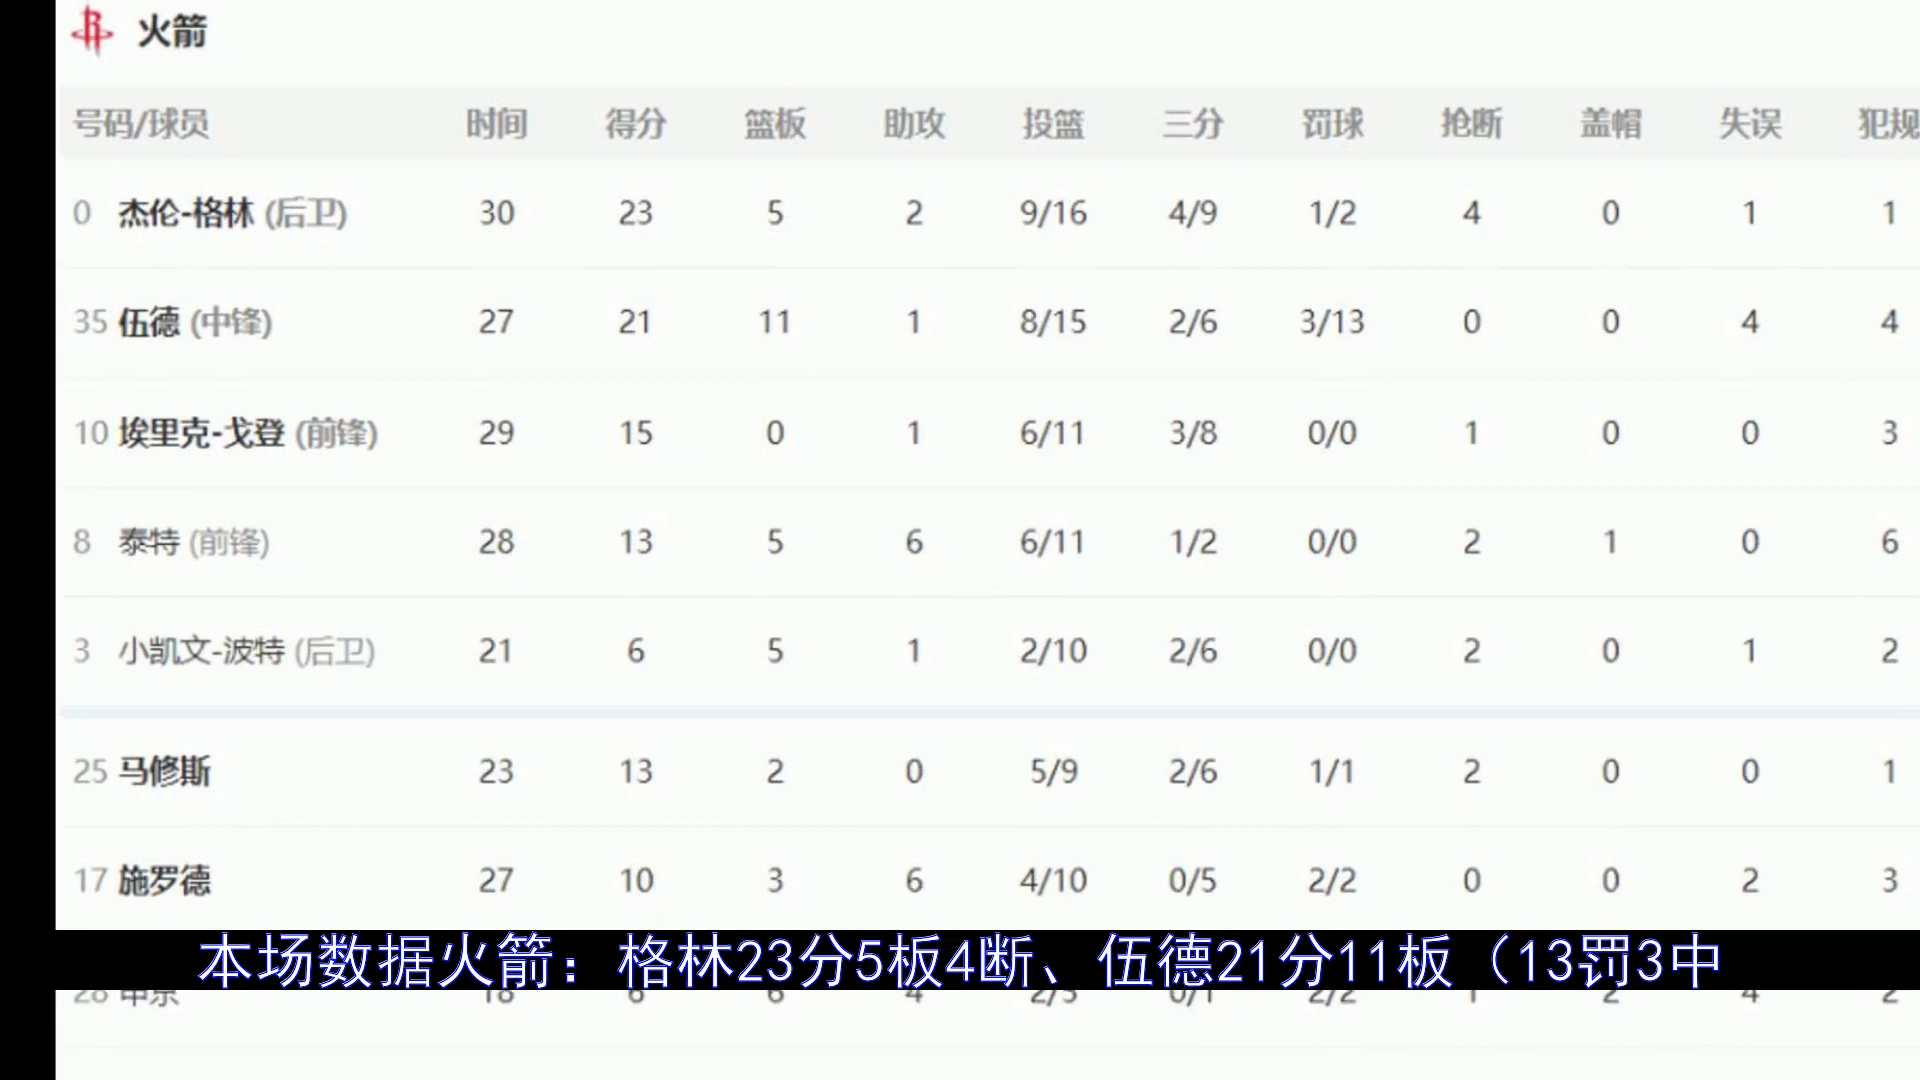 火箭
号码/球员 时间 得分 篮板 助攻 投篮 三分 罚球 抢断 盖帽 失误 犯规
0 杰伦-格林 (后卫) 30 23 5 2 9/16 4/9 1/2 4 0 1 1
35 伍德 (中锋) 27 21 11 1 8/15 2/6 3/13 0 0 4 4
10 埃里克-戈登 (前锋) 29 15 0 1 6/11 3/8 0/0 1 0 0 3
8 泰特 (前锋) 28 13 5 6 6/11 1/2 0/0 2 1 0 6
3 小凯文-波特 (后卫) 21 6 5 1 2/10 2/6 0/0 2 0 1 2
25 马修斯 23 13 2 0 5/9 2/6 1/1 2 0 0 1
17 施罗德 27 10 3 6 4/10 0/5 2/2 0 0 2 3
本场数据火箭：格林23分5板4断、伍德21分11板（13罚3中